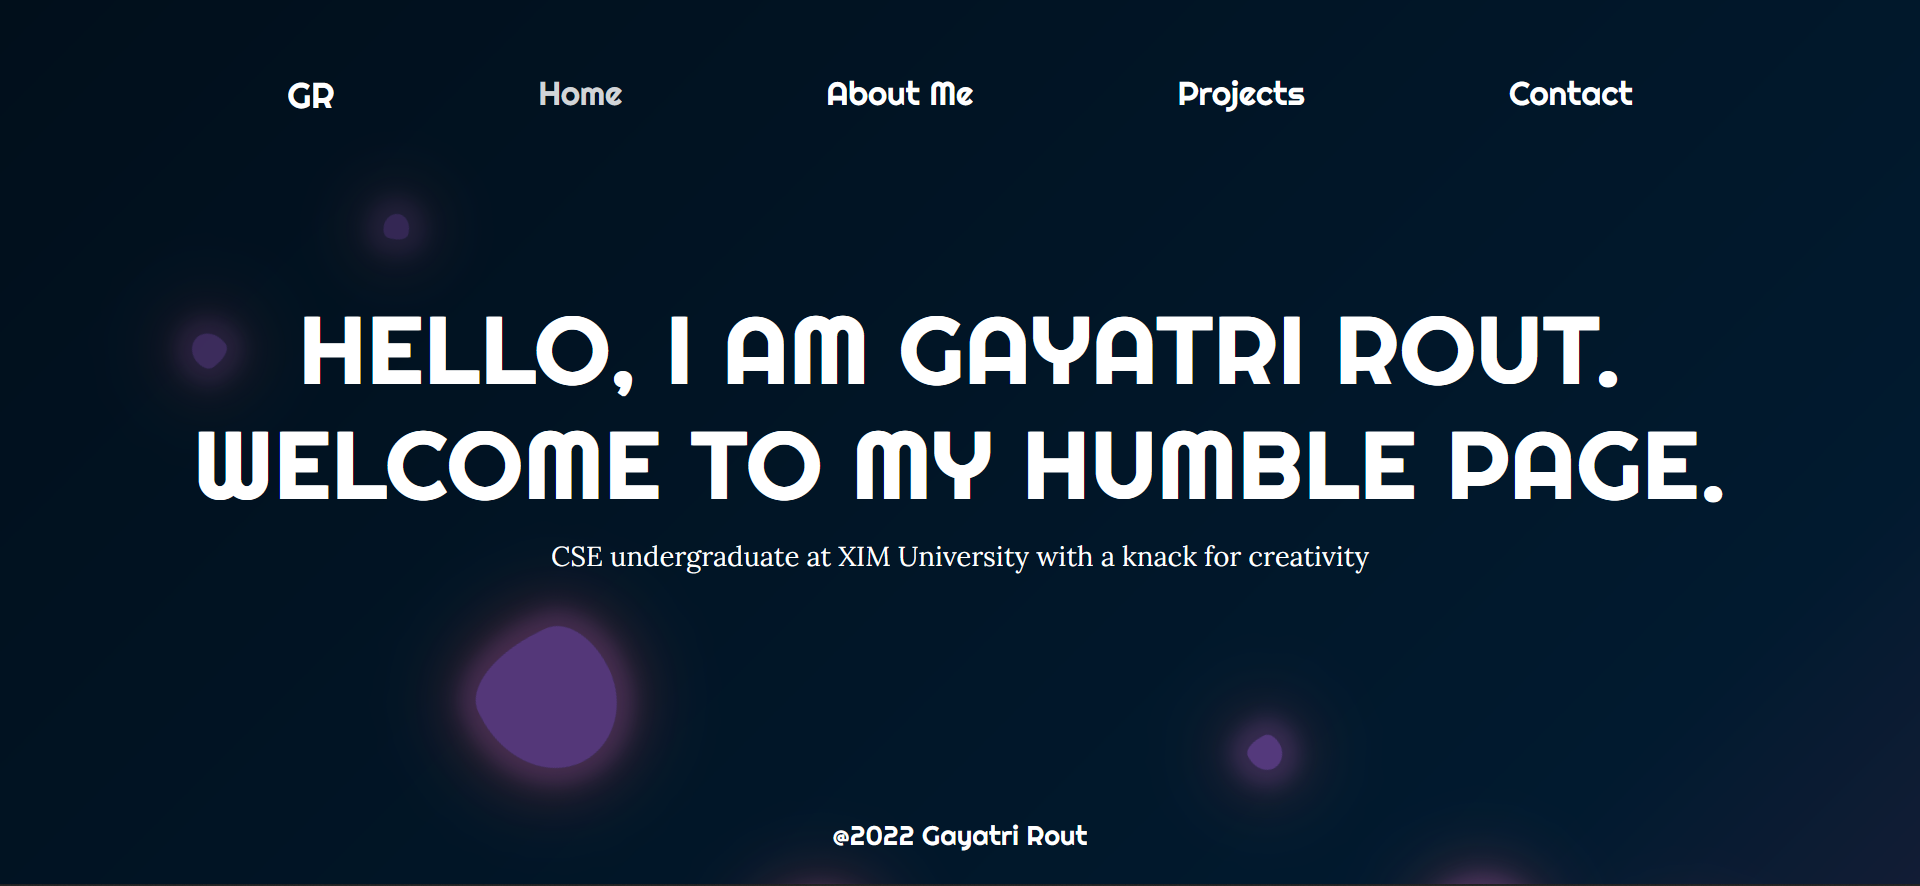 GR Home About Me Projects Contact
HELLO, I AM GAYATRI ROUT.
WELCOME TO MY HUMBLE PAGE.
CSE undergraduate at XIM University with a knack for creativity
@2022 Gayatri Rout